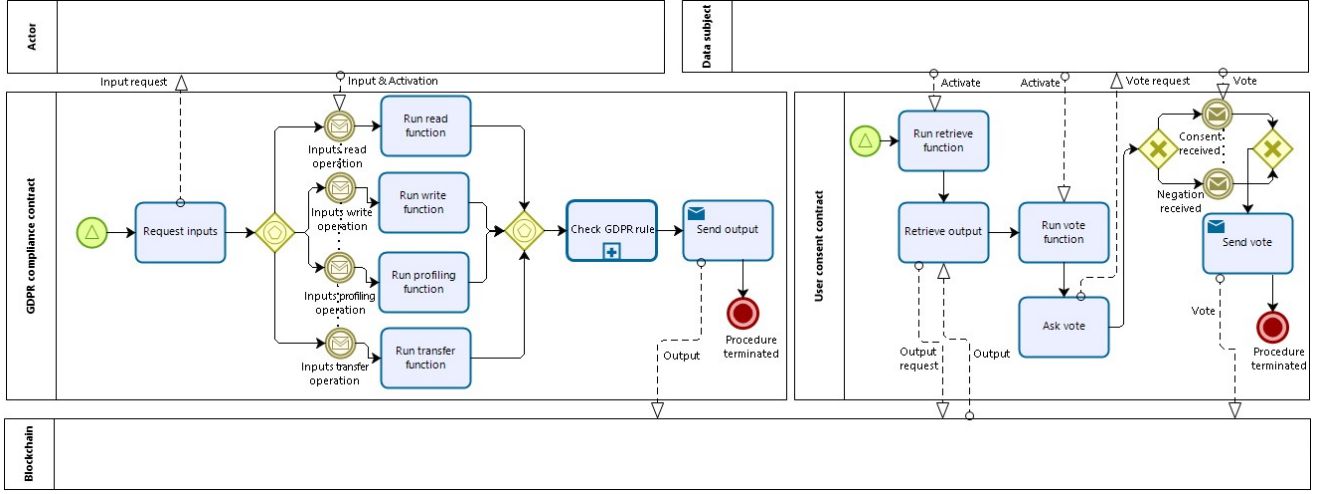 Actor
Data subject
Input request
Input & Activation
Activate
Activate
Vote request
Vote
GDPR compliance contract
Request inputs
Inputs read
operation
Run read
function
Inputs write
operation
Run write
function
Inputs profiling
operation
Run profiling
function
Inputs transfer
operation
Run transfer
function
Check GDPR rule
Send output
Procedure
terminated
Output
User consent contract
Run retrieve
function
Retrieve output
Run vote
function
Ask vote
Consent
received
Negation
received
Send vote
Vote
Procedure
terminated
Output
request
Output
Blockchain